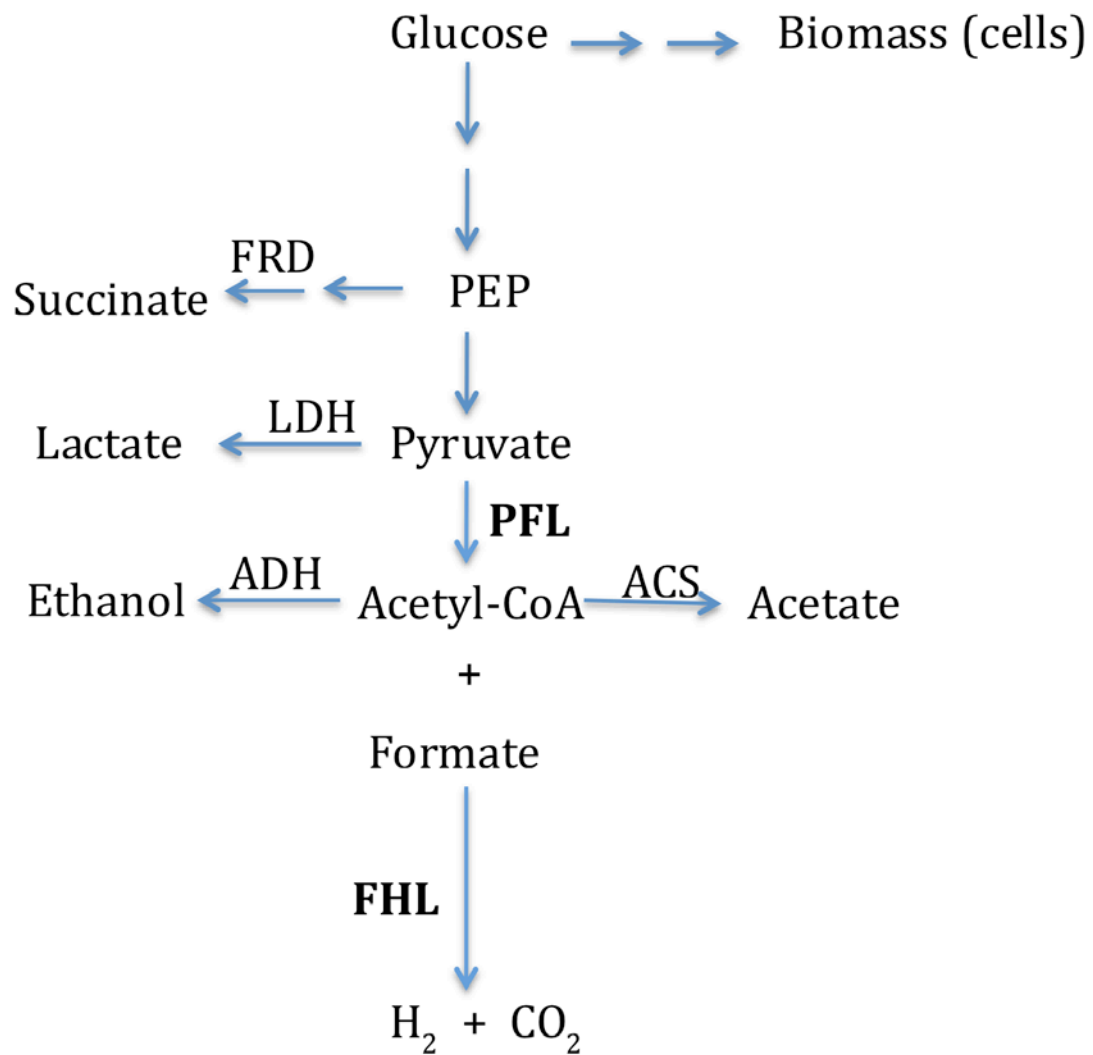 Glucose Biomass (cells)
FRD
Succinate PEP
LDH
Lactate Pyruvate
PFL
ADH ACS
Ethanol Acetyl-CoA Acetate
+
Formate
FHL
H₂ + CO₂